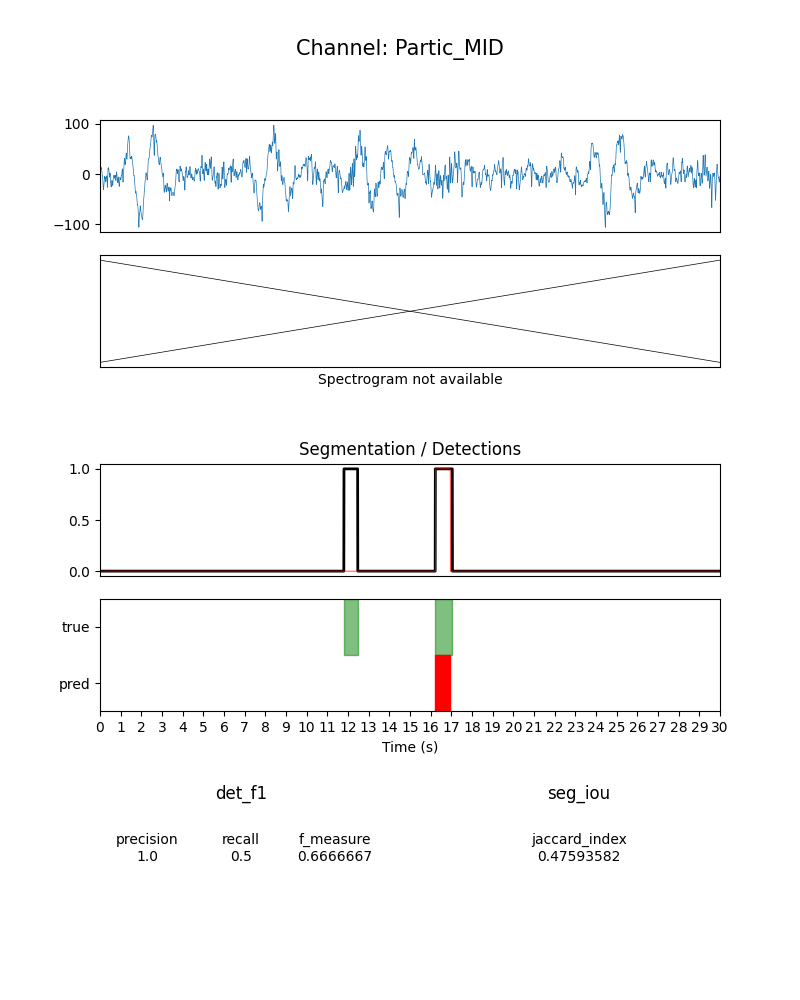 Channel: Partic_MID
100
0
−100
Spectrogram not available
Segmentation / Detections
1.0
0.5
0.0
true
pred
0 1 2 3 4 5 6 7 8 9 10 11 12 13 14 15 16 17 18 19 20 21 22 23 24 25 26 27 28 29 30
Time (s)
det_f1 seg_iou
precision recall f_measure jaccard_index
1.0 0.5 0.6666667 0.47593582